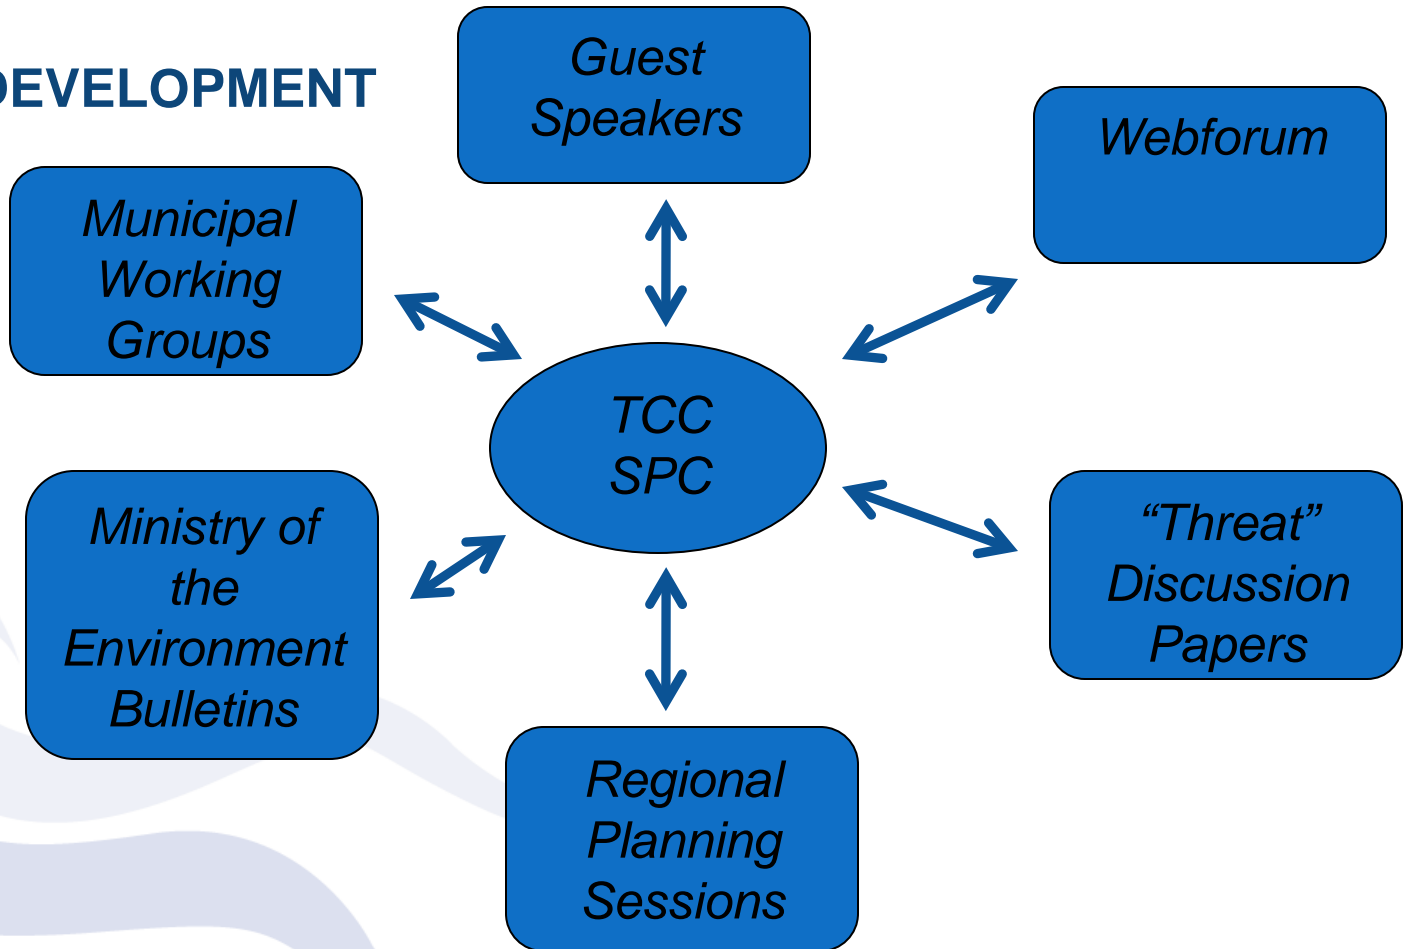 DEVELOPMENT
Guest
Speakers
Webforum
Municipal
Working
Groups
TCC
SPC
Ministry of
the
Environment
Bulletins
“Threat”
Discussion
Papers
Regional
Planning
Sessions